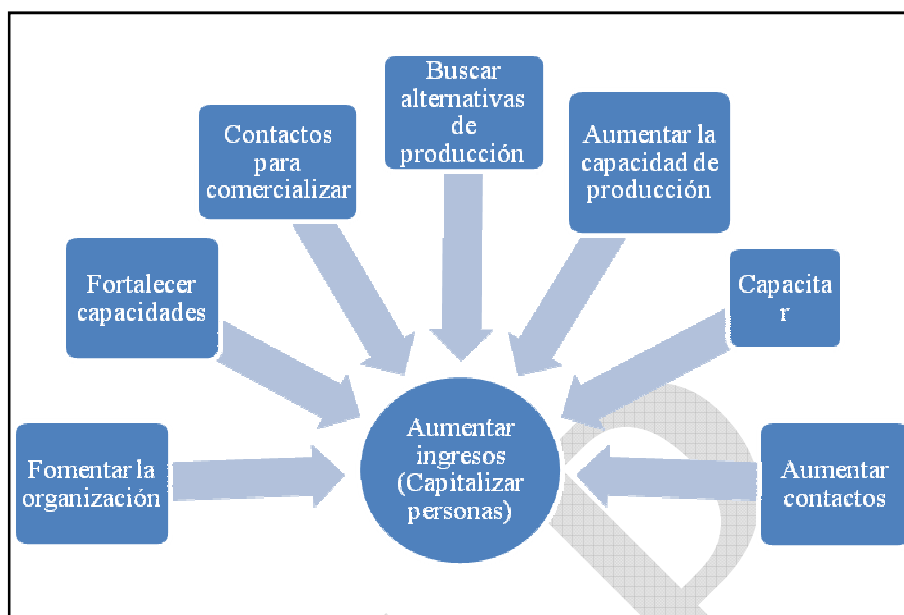 Buscar
alternativas
de
producción
Contactos
para
comercializar
Aumentar la
capacidad de
producción
Fortalecer
capacidades
Capacita
r
Fomentar la
organización
Aumentar
ingresos
(Capitalizar
personas)
Aumentar
contactos